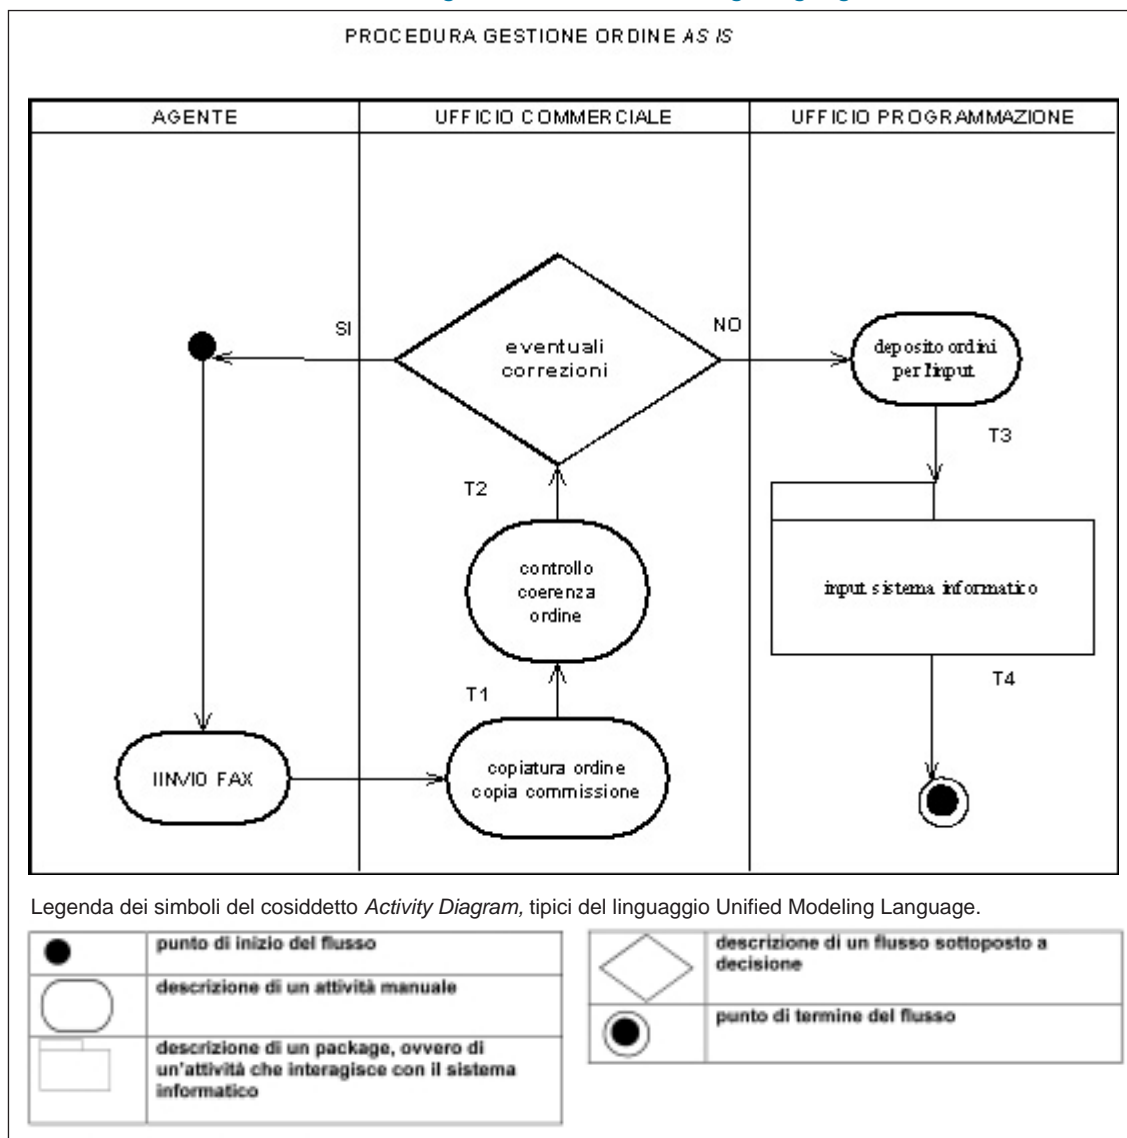 PROCEDURA GESTIONE ORDINE AS IS
AGENTE
UFFICIO COMMERCIALE
UFFICIO PROGRAMMAZIONE
SI
eventuali
correzioni
NO
deposito ordini
per l'input
T3
T2
controllo
coerenza
ordine
input sistema informatico
T1
T4
IINVIO FAX
copiatura ordine
copia commissione
Legenda dei simboli del cosiddetto Activity Diagram, tipici del linguaggio Unified Modeling Language.
punto di inizio del flusso
descrizione di un attività manuale
descrizione di un package, ovvero di
un'attività che interagisce con il sistema
informatico
descrizione di un flusso sottoposto a
decisione
punto di termine del flusso